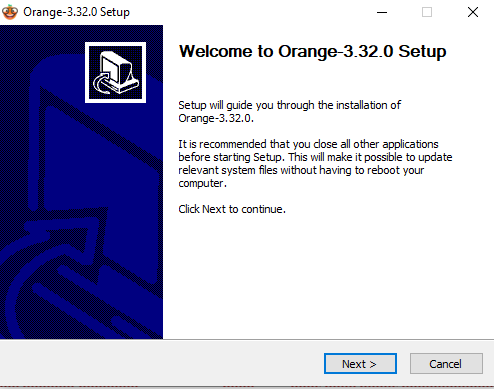 Orange-3.32.0 Setup
Welcome to Orange-3.32.0 Setup
Setup will guide you through the installation of
Orange-3.32.0.
It is recommended that you close all other applications
before starting Setup. This will make it possible to update
relevant system files without having to reboot your
computer.
Click Next to continue.
Next >
Cancel